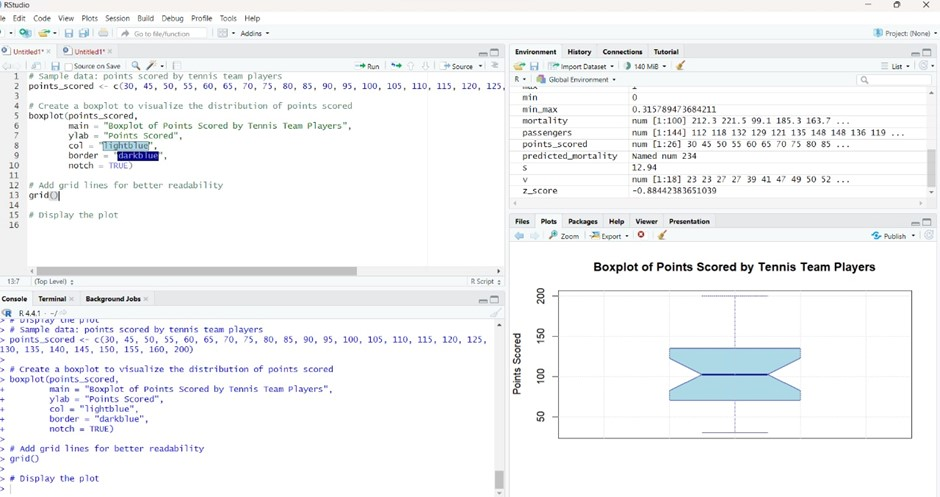 RStudio
le Edit Code View Plots Session Build Debug Profile Tools Help
Go to file/function Addins Project: (None)
Untitled1* Untitled1*
Source on Save Run Source
1 # Sample data: points scored by tennis team players
2 points_scored <- c(30, 45, 50, 55, 60, 65, 70, 75, 80, 85, 90, 95, 100, 105, 110, 115, 120, 125,
3
4 # Create a boxplot to visualize the distribution of points scored
5 boxplot(points_scored,
6 main = "Boxplot of Points Scored by Tennis Team Players",
7 ylab = "Points Scored",
8 col = "lightblue",
9 border = "darkblue",
10 notch = TRUE)
11
12 # Add grid lines for better readability
13 grid()
14
15 # Display the plot
16
13:7 (Top Level) R Script
Console Terminal Background Jobs
R 4.4.1 · ~/
> # Display the plot
> # Sample data: points scored by tennis team players
> points_scored <- c(30, 45, 50, 55, 60, 65, 70, 75, 80, 85, 90, 95, 100, 105, 110, 115, 120, 125,
130, 135, 140, 145, 150, 155, 160, 200)
>
> # Create a boxplot to visualize the distribution of points scored
> boxplot(points_scored,
+ main = "Boxplot of Points Scored by Tennis Team Players",
+ ylab = "Points Scored",
+ col = "lightblue",
+ border = "darkblue",
+ notch = TRUE)
>
> # Add grid lines for better readability
> grid()
>
> # Display the plot
>
Environment History Connections Tutorial
Import Dataset 140 MiB List
R Global Environment
max 1
min 0
min_max 0.315789473684211
mortality num [1:100] 212.3 221.5 99.1 185.3 163.7 ...
passengers num [1:144] 112 118 132 129 121 135 148 148 136 119 ...
points_scored num [1:26] 30 45 50 55 60 65 70 75 80 85 ...
predicted_mortality Named num 234
s 12.94
v num [1:18] 23 23 27 27 39 41 47 49 50 52 ...
z_score -0.88442383651039
Files Plots Packages Help Viewer Presentation
Zoom Export Publish
Boxplot of Points Scored by Tennis Team Players
Points Scored
200
150
100
50